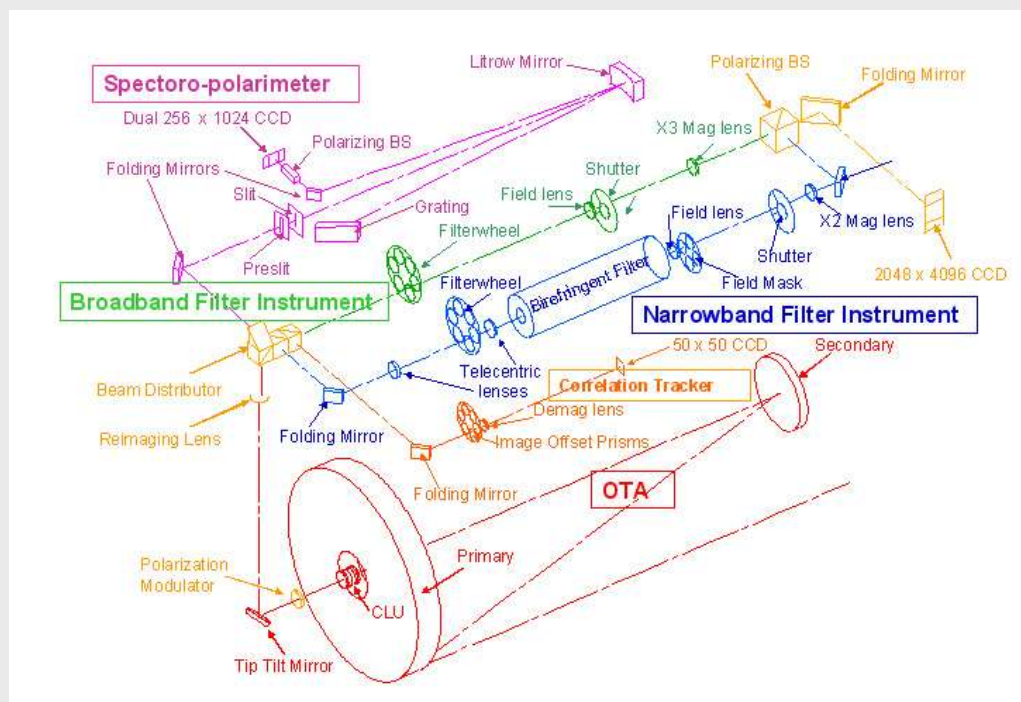 Litrow Mirror
Polarizing BS
Folding Mirror
Spectoro-polarimeter
Dual 256 x 1024 CCD
Polarizing BS
X3 Mag lens
Folding Mirrors
Shutter
Slit
Field lens
Grating
Field lens
X2 Mag lens
Filterwheel
Preslit
Shutter
2048 x 4096 CCD
Filterwheel
Birefringent Filter
Field Mask
Broadband Filter Instrument
Narrowband Filter Instrument
50 x 50 CCD
Secondary
Telecentric
lenses
Correlation Tracker
Beam Distributor
Demag lens
Reimaging Lens
Folding Mirror
Image Offset Prisms
Folding Mirror
OTA
Primary
Polarization
Modulator
CLU
Tip Tilt Mirror